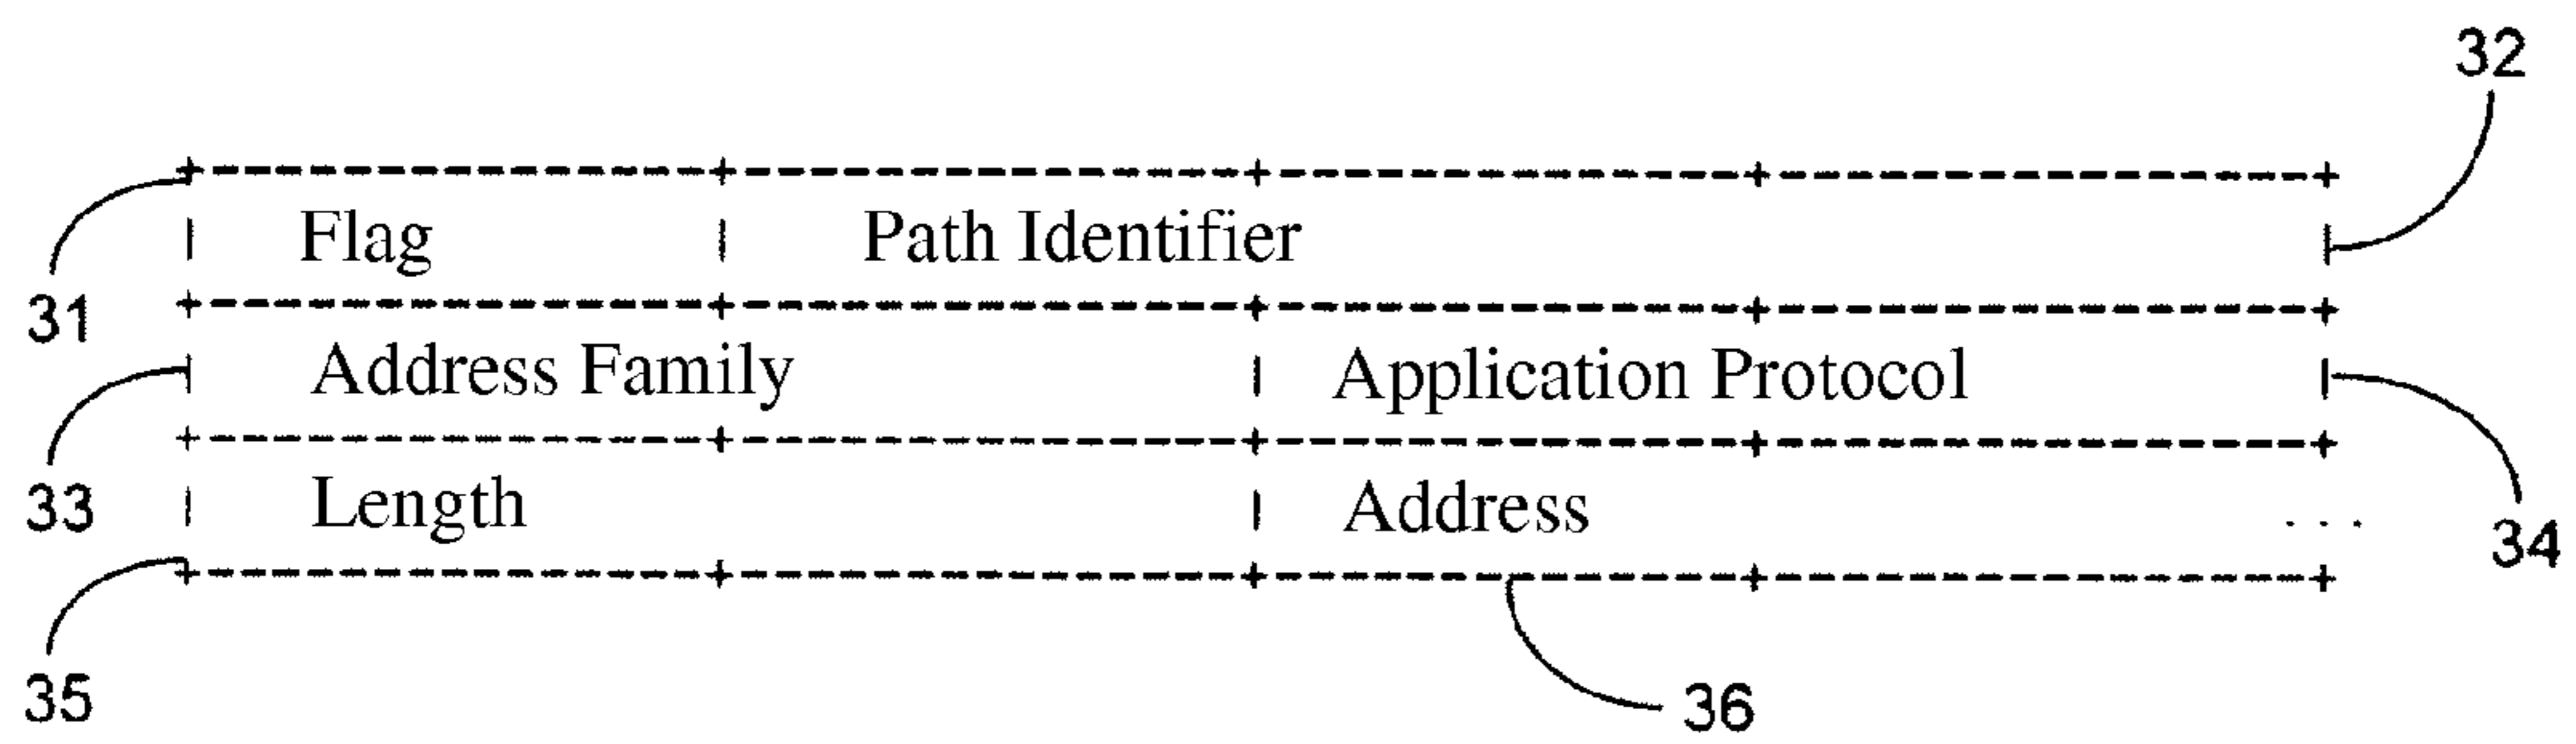 32
Flag Path Identifier
31
Address Family Application Protocol
33 Length Address . . . 34
35 36